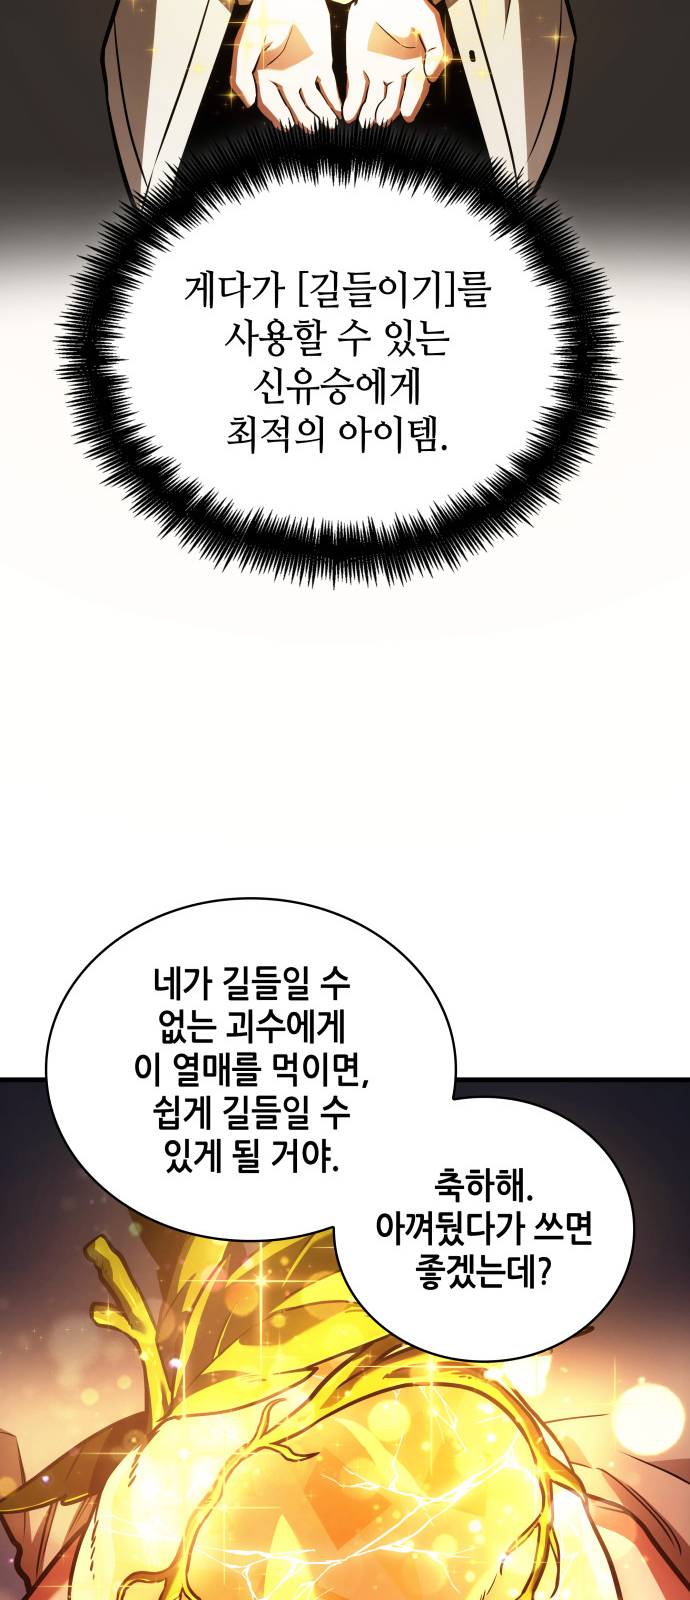 게다가 [길들이기]를
사용할 수 있는
신유승에게
최적의 아이템.
네가 길들일 수
없는 괴수에게
이 열매를 먹이면,
쉽게 길들일 수
있게 될 거야.
축하해.
아껴뒀다가 쓰면
좋겠는데?